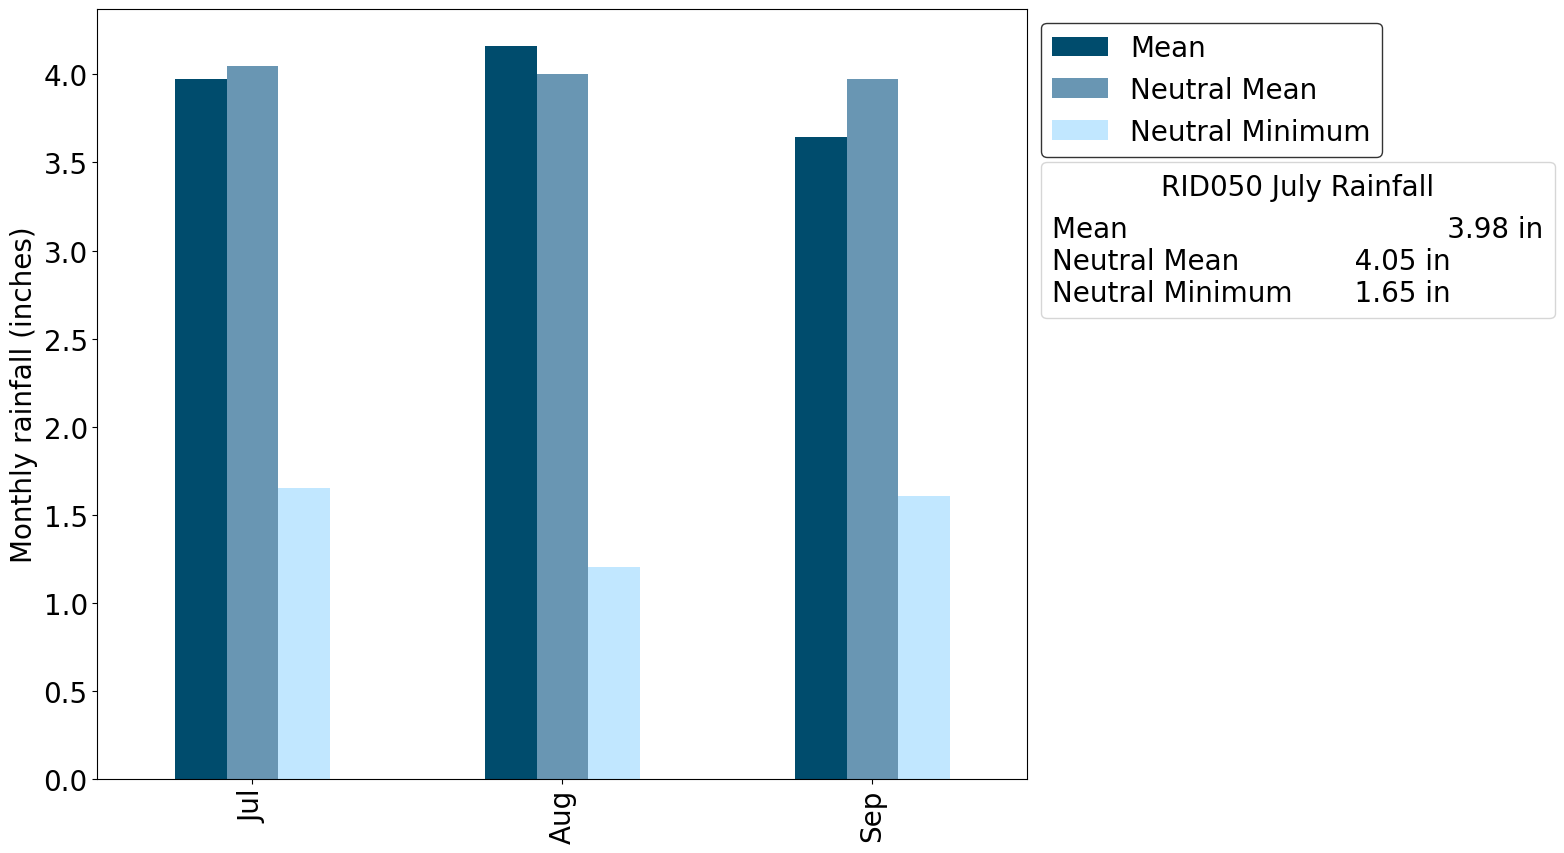 Monthly rainfall (inches)
4.0
3.5
3.0
2.5
2.0
1.5
1.0
0.5
0.0
Jul
Aug
Sep
Mean
Neutral Mean
Neutral Minimum
RID050 July Rainfall
Mean 3.98 in
Neutral Mean 4.05 in
Neutral Minimum 1.65 in